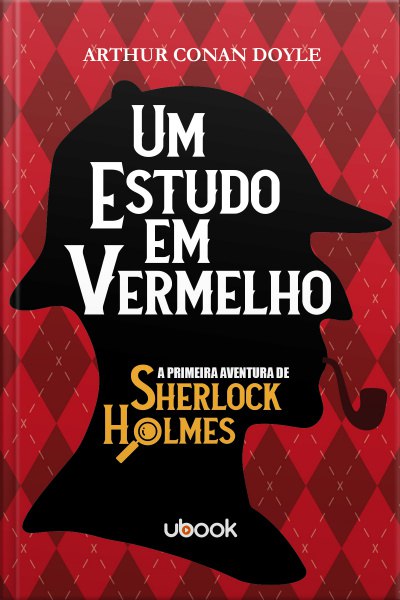 ARTHUR CONAN DOYLE
UM
ESTUDO
EM
VERMELHO
A PRIMEIRA AVENTURA DE
SHERLOCK
HOLMES
ubook